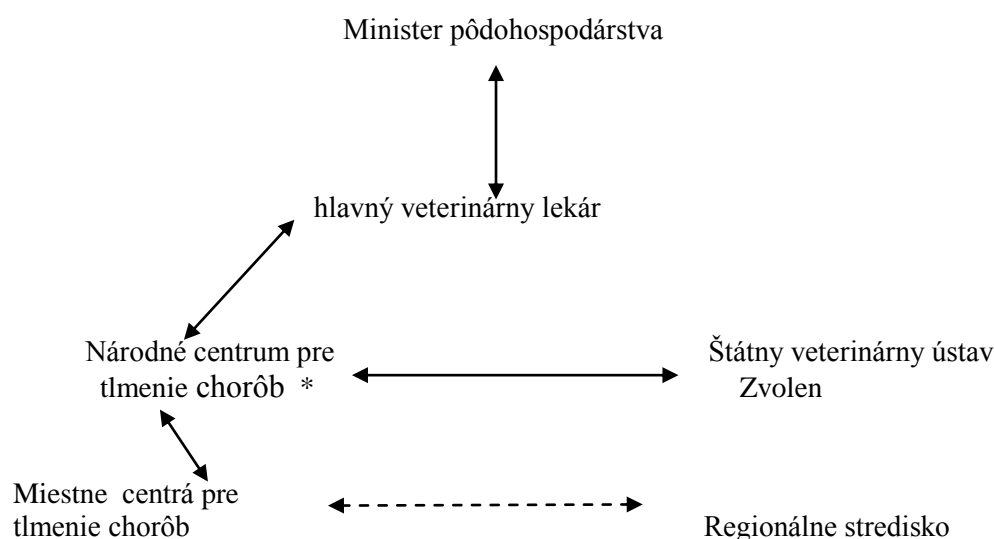 Minister pôdohospodárstva
hlavný veterinárny lekár
Národné centrum pre
tlmenie chorôb *
Štátny veterinárny ústav
Zvolen
Miestne centrá pre
tlmenie chorôb
Regionálne stredisko